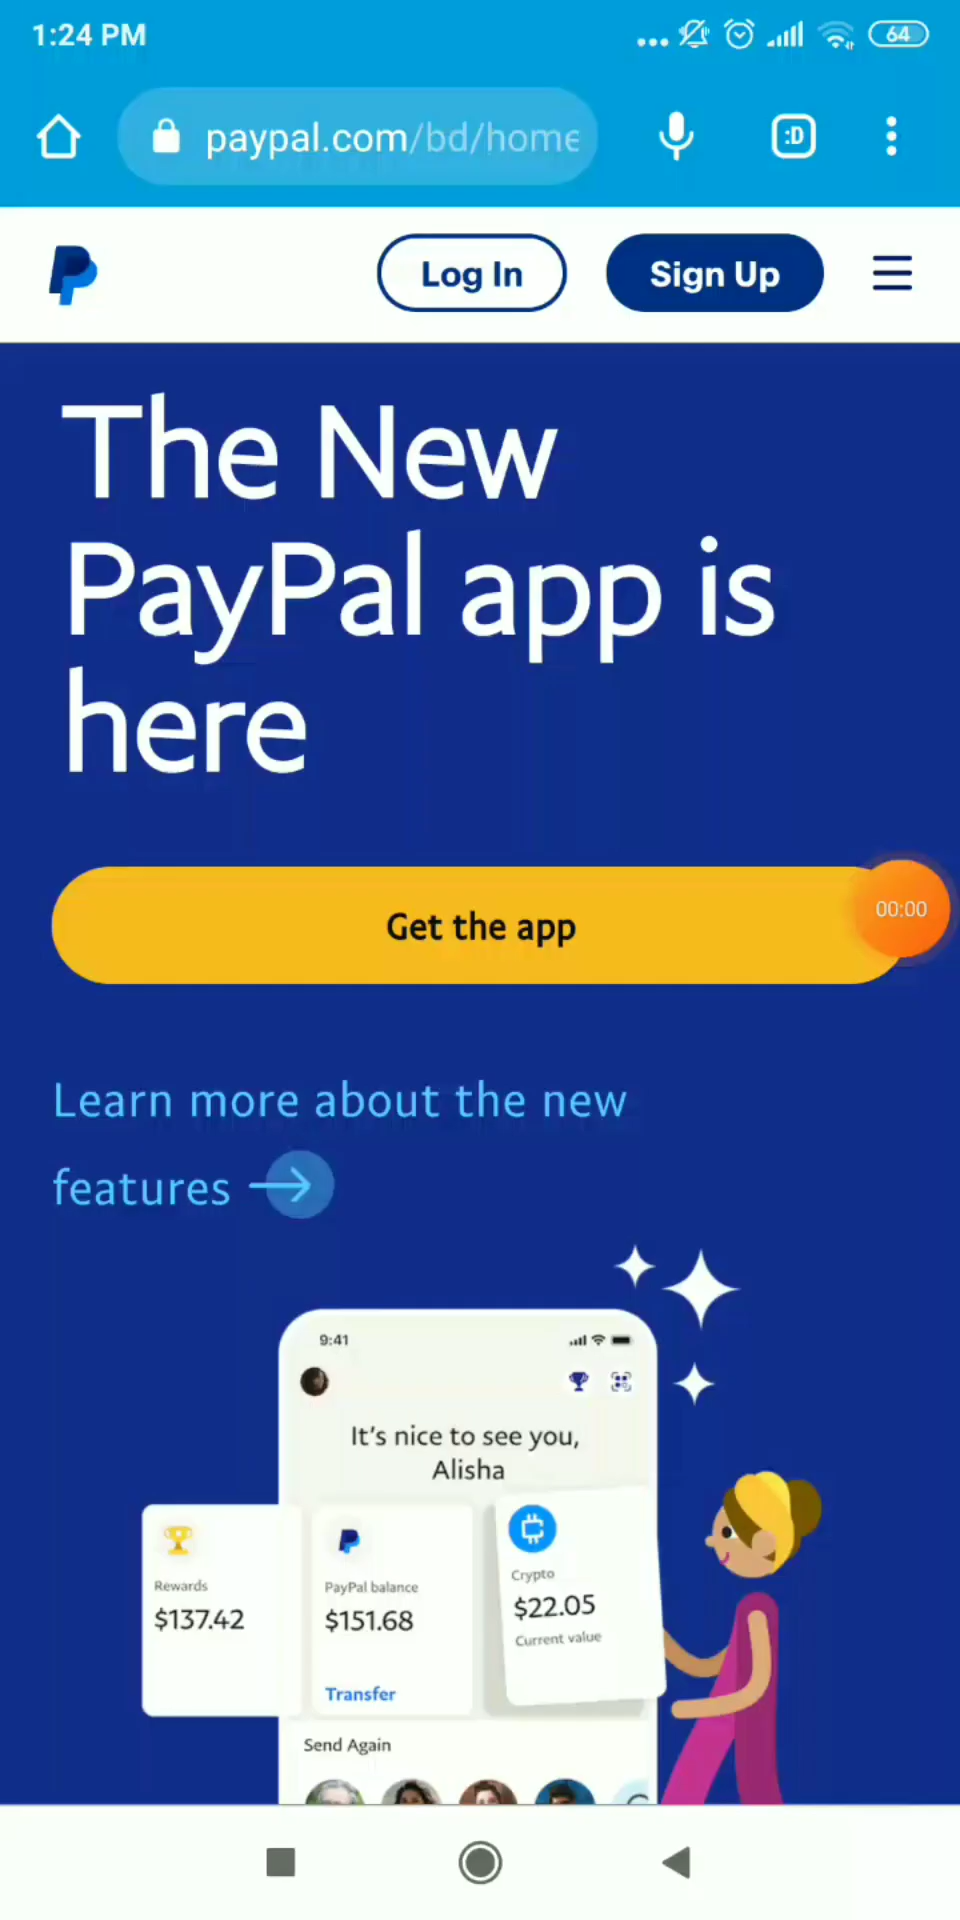 1:24 PM
64
paypal.com/bd/home
:D
Log In
Sign Up
The New
PayPal app is
here
Get the app
00:00
Learn more about the new
features
9:41
It's nice to see you,
Alisha
Rewards
$137.42
PayPal balance
$151.68
Transfer
Crypto
$22.05
Current value
Send Again